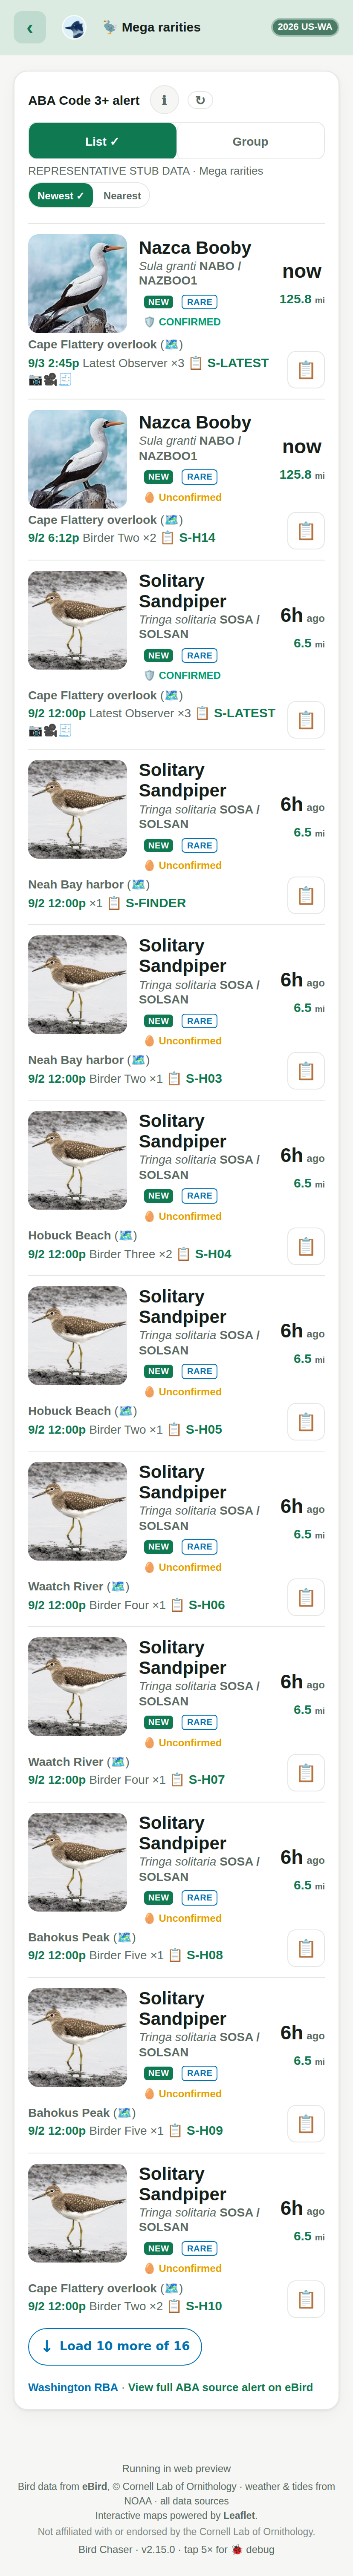 ‹ Mega rarities 2026 US-WA
ABA Code 3+ alert i ↻
List ✓ Group
REPRESENTATIVE STUB DATA · Mega rarities
Newest ✓ Nearest
Nazca Booby
Sula granti NABO /
NAZBOO1
NEW RARE
CONFIRMED
now
125.8 mi
Cape Flattery overlook (🗺️)
9/3 2:45p Latest Observer ×3 📋 S-LATEST
📷🎥🧾
Nazca Booby
Sula granti NABO /
NAZBOO1
NEW RARE
Unconfirmed
now
125.8 mi
Cape Flattery overlook (🗺️)
9/2 6:12p Birder Two ×2 📋 S-H14
Solitary
Sandpiper
Tringa solitaria SOSA /
SOLSAN
NEW RARE
CONFIRMED
6h ago
6.5 mi
Cape Flattery overlook (🗺️)
9/2 12:00p Latest Observer ×3 📋 S-LATEST
📷🎥🧾
Solitary
Sandpiper
Tringa solitaria SOSA /
SOLSAN
NEW RARE
Unconfirmed
6h ago
6.5 mi
Neah Bay harbor (🗺️)
9/2 12:00p ×1 📋 S-FINDER
Solitary
Sandpiper
Tringa solitaria SOSA /
SOLSAN
NEW RARE
Unconfirmed
6h ago
6.5 mi
Neah Bay harbor (🗺️)
9/2 12:00p Birder Two ×1 📋 S-H03
Solitary
Sandpiper
Tringa solitaria SOSA /
SOLSAN
NEW RARE
Unconfirmed
6h ago
6.5 mi
Hobuck Beach (🗺️)
9/2 12:00p Birder Three ×2 📋 S-H04
Solitary
Sandpiper
Tringa solitaria SOSA /
SOLSAN
NEW RARE
Unconfirmed
6h ago
6.5 mi
Hobuck Beach (🗺️)
9/2 12:00p Birder Two ×1 📋 S-H05
Solitary
Sandpiper
Tringa solitaria SOSA /
SOLSAN
NEW RARE
Unconfirmed
6h ago
6.5 mi
Waatch River (🗺️)
9/2 12:00p Birder Four ×1 📋 S-H06
Solitary
Sandpiper
Tringa solitaria SOSA /
SOLSAN
NEW RARE
Unconfirmed
6h ago
6.5 mi
Waatch River (🗺️)
9/2 12:00p Birder Four ×1 📋 S-H07
Solitary
Sandpiper
Tringa solitaria SOSA /
SOLSAN
NEW RARE
Unconfirmed
6h ago
6.5 mi
Bahokus Peak (🗺️)
9/2 12:00p Birder Five ×1 📋 S-H08
Solitary
Sandpiper
Tringa solitaria SOSA /
SOLSAN
NEW RARE
Unconfirmed
6h ago
6.5 mi
Bahokus Peak (🗺️)
9/2 12:00p Birder Five ×1 📋 S-H09
Solitary
Sandpiper
Tringa solitaria SOSA /
SOLSAN
NEW RARE
Unconfirmed
6h ago
6.5 mi
Cape Flattery overlook (🗺️)
9/2 12:00p Birder Two ×2 📋 S-H10
↓ Load 10 more of 16
Washington RBA · View full ABA source alert on eBird
Running in web preview
Bird data from eBird, © Cornell Lab of Ornithology · weather & tides from
NOAA · all data sources
Interactive maps powered by Leaflet.
Not affiliated with or endorsed by the Cornell Lab of Ornithology.
Bird Chaser · v2.15.0 · tap 5× for 🐞 debug